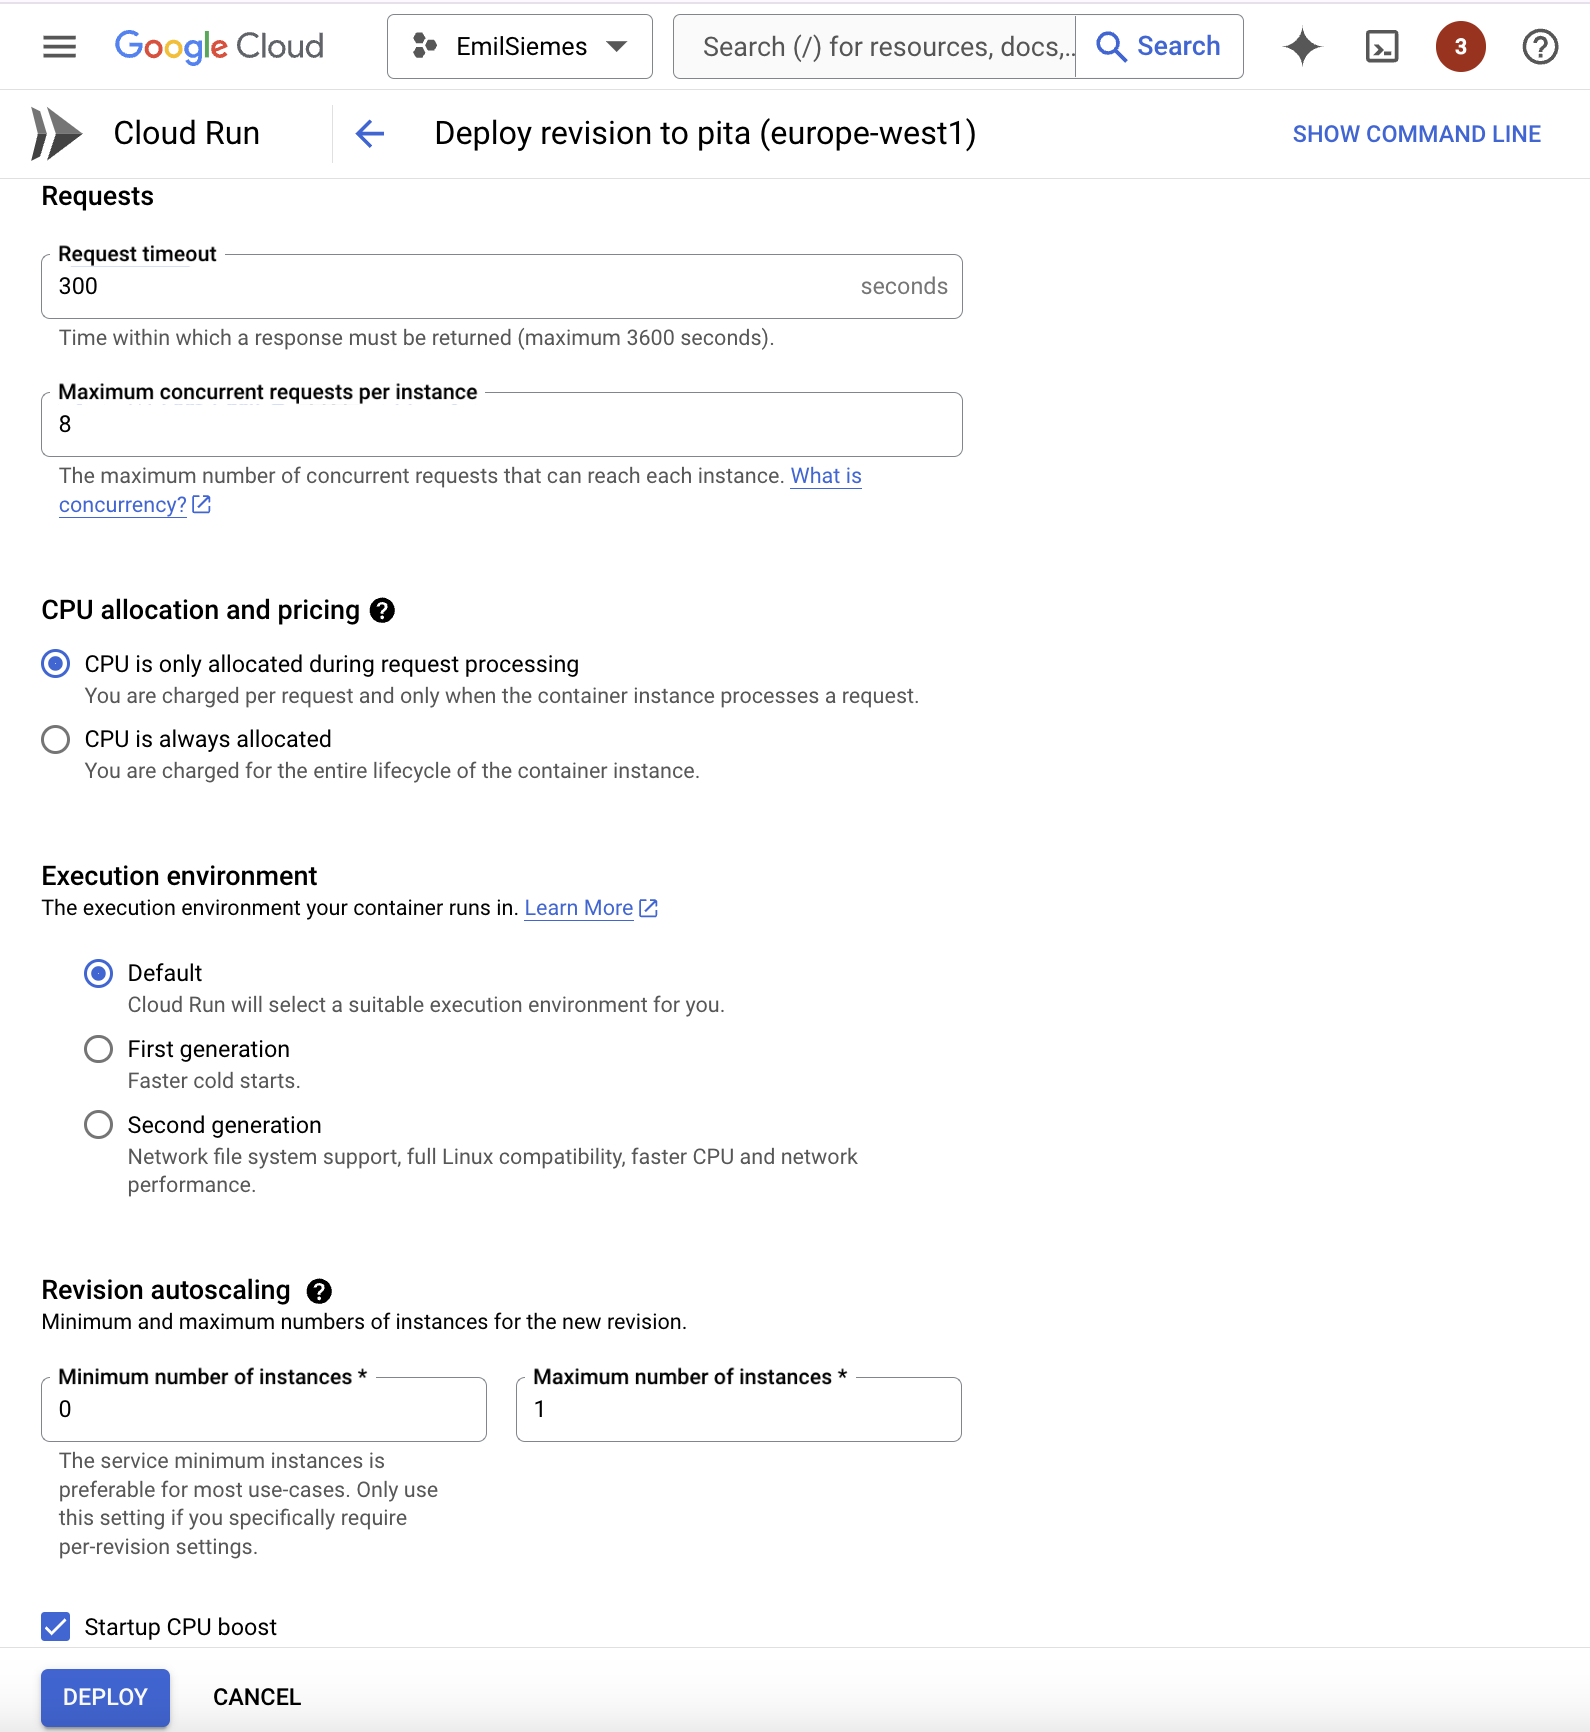 Google Cloud
EmilSiemes
Search (/) for resources, docs,..
Search
3
Cloud Run
Deploy revision to pita (europe-west1)
SHOW COMMAND LINE
Requests
Request timeout
300
seconds
Time within which a response must be returned (maximum 3600 seconds).
Maximum concurrent requests per instance
8
The maximum number of concurrent requests that can reach each instance. What is
concurrency?
CPU allocation and pricing
CPU is only allocated during request processing
You are charged per request and only when the container instance processes a request.
CPU is always allocated
You are charged for the entire lifecycle of the container instance.
Execution environment
The execution environment your container runs in. Learn More
Default
Cloud Run will select a suitable execution environment for you.
First generation
Faster cold starts.
Second generation
Network file system support, full Linux compatibility, faster CPU and network
performance.
Revision autoscaling
Minimum and maximum numbers of instances for the new revision.
Minimum number of instances *
0
Maximum number of instances *
1
The service minimum instances is
preferable for most use-cases. Only use
this setting if you specifically require
per-revision settings.
Startup CPU boost
DEPLOY
CANCEL